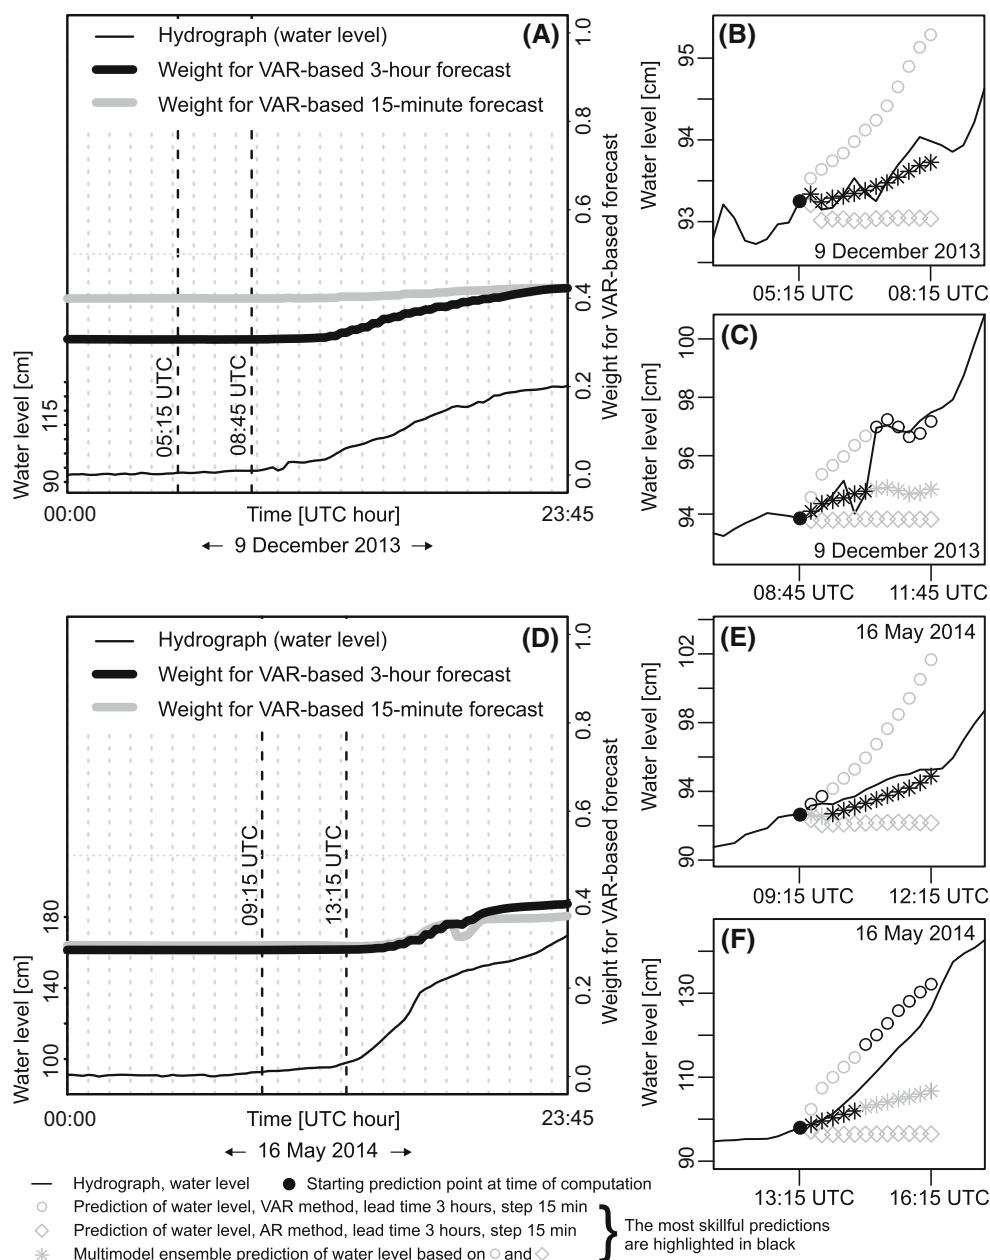 Hydrograph (water level)
(A)
Weight for VAR-based 3-hour forecast
Weight for VAR-based 15-minute forecast
05:15 UTC
08:45 UTC
Water level [cm]
90
115
Weight for VAR-based forecast
0.0
0.2
0.4
0.6
0.8
1.0
00:00
Time [UTC hour]
23:45
← 9 December 2013 →
(B)
Water level [cm]
93
94
95
9 December 2013
05:15 UTC
08:15 UTC
(C)
Water level [cm]
94
96
98
100
9 December 2013
08:45 UTC
11:45 UTC
Hydrograph (water level)
(D)
Weight for VAR-based 3-hour forecast
Weight for VAR-based 15-minute forecast
09:15 UTC
13:15 UTC
Water level [cm]
100
140
180
Weight for VAR-based forecast
0.0
0.2
0.4
0.6
0.8
1.0
00:00
Time [UTC hour]
23:45
← 16 May 2014 →
(E)
16 May 2014
Water level [cm]
90
94
98
102
09:15 UTC
12:15 UTC
(F)
16 May 2014
Water level [cm]
90
110
130
13:15 UTC
16:15 UTC
Hydrograph, water level
Starting prediction point at time of computation
Prediction of water level, VAR method, lead time 3 hours, step 15 min
Prediction of water level, AR method, lead time 3 hours, step 15 min
Multimodel ensemble prediction of water level based on ○ and ◇
The most skillful predictions
are highlighted in black